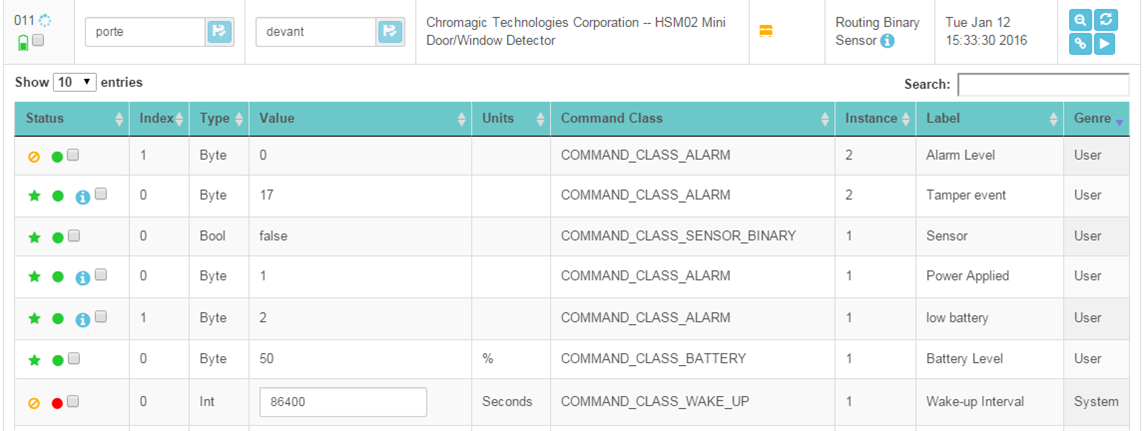 011 porte devant Chromagic Technologies Corporation -- HSM02 Mini Routing Binary Tue Jan 12
Door/Window Detector Sensor 15:33:30 2016
Show 10 entries Search:
Status Index Type Value Units Command Class Instance Label Genre
1 Byte 0 COMMAND_CLASS_ALARM 2 Alarm Level User
0 Byte 17 COMMAND_CLASS_ALARM 2 Tamper event User
0 Bool false COMMAND_CLASS_SENSOR_BINARY 1 Sensor User
0 Byte 1 COMMAND_CLASS_ALARM 1 Power Applied User
1 Byte 2 COMMAND_CLASS_ALARM 1 low battery User
0 Byte 50 % COMMAND_CLASS_BATTERY 1 Battery Level User
0 Int 86400 Seconds COMMAND_CLASS_WAKE_UP 1 Wake-up Interval System